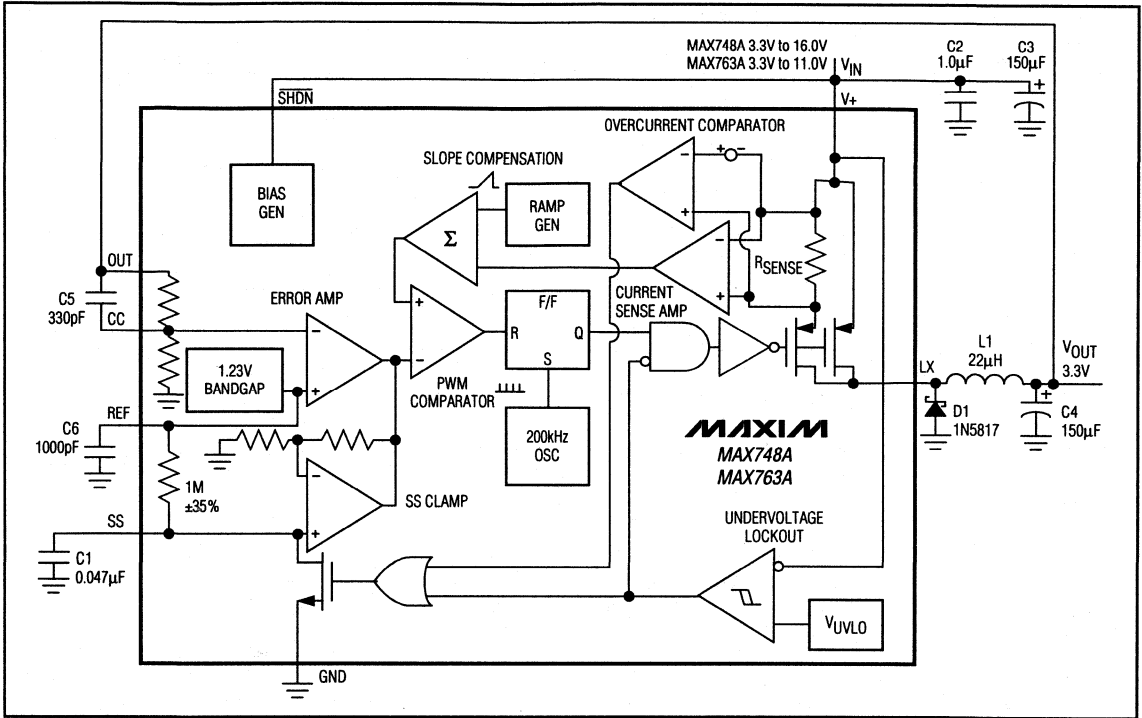 MAX748A 3.3V to 16.0V
MAX763A 3.3V to 11.0V
VIN
C2
1.0µF
C3
150µF
+
SHDN
V+
OVERCURRENT COMPARATOR
+ −
SLOPE COMPENSATION
BIAS
GEN
RAMP
GEN
−
+
Σ
−
+
RSENSE
OUT
C5
330pF
CC
ERROR AMP
−
+
1.23V
BANDGAP
+
−
F/F
R
Q
S
CURRENT
SENSE AMP
PWM
COMPARATOR
200kHz
OSC
LX
L1
22µH
VOUT
3.3V
D1
1N5817
+
C4
150µF
REF
C6
1000pF
1M
±35%
−
+
SS CLAMP
MAXIM
MAX748A
MAX763A
SS
C1
0.047µF
UNDERVOLTAGE
LOCKOUT
VUVLO
GND